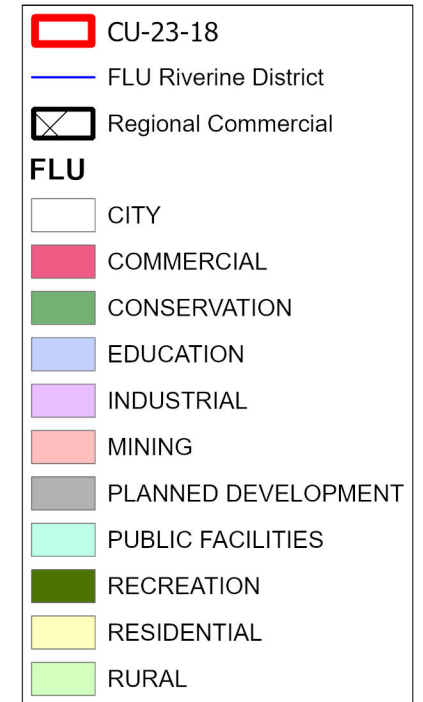 CU-23-18
FLU Riverine District
Regional Commercial
FLU
CITY
COMMERCIAL
CONSERVATION
EDUCATION
INDUSTRIAL
MINING
PLANNED DEVELOPMENT
PUBLIC FACILITIES
RECREATION
RESIDENTIAL
RURAL